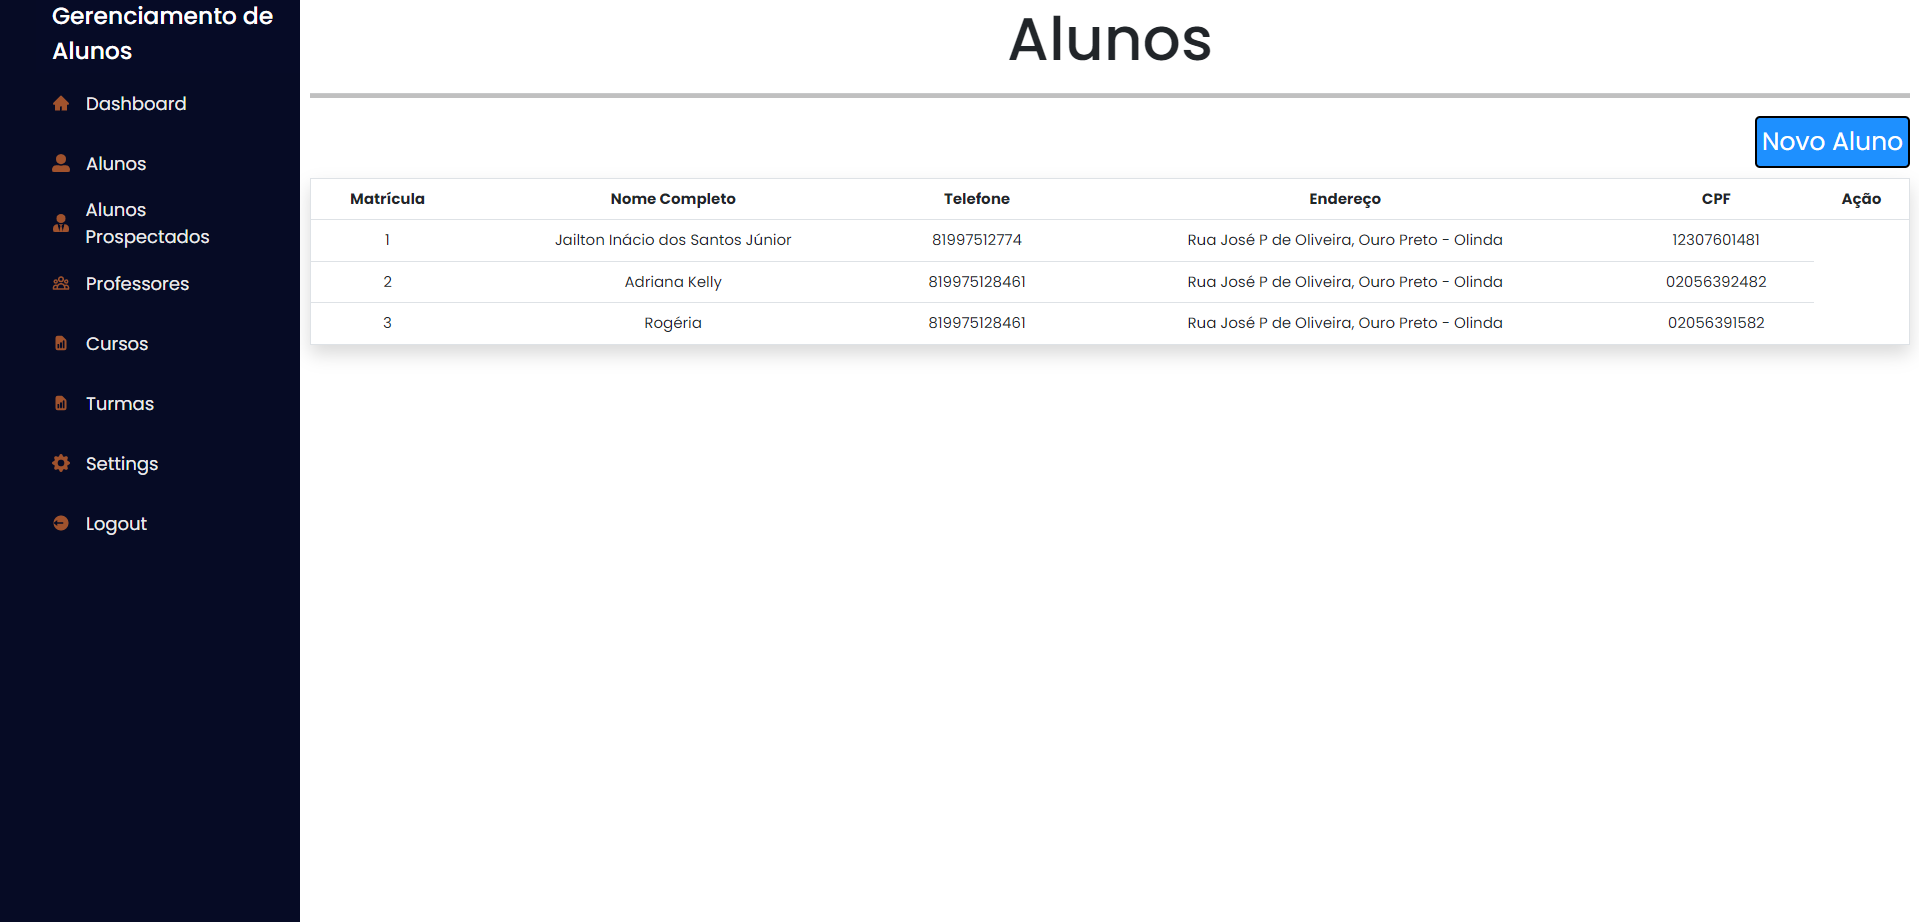 Gerenciamento de
Alunos
Dashboard
Alunos
Alunos
Prospectados
Professores
Cursos
Turmas
Settings
Logout
Alunos
Novo Aluno
Matrícula Nome Completo Telefone Endereço CPF Ação
1 Jailton Inácio dos Santos Júnior 81997512774 Rua José P de Oliveira, Ouro Preto - Olinda 12307601481
2 Adriana Kelly 819975128461 Rua José P de Oliveira, Ouro Preto - Olinda 02056392482
3 Rogéria 819975128461 Rua José P de Oliveira, Ouro Preto - Olinda 02056391582